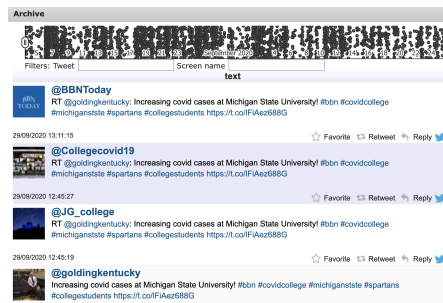 Archive
September 2020
Filters: Tweet Screen name
text
@BBNToday
RT @goldingkentucky: Increasing covid cases at Michigan State University! #bbn #covidcollege
#michiganstste #spartans #collegestudents https://t.co/IFiAez688G
29/09/2020 13:11:15 Favorite Retweet Reply
@Collegecovid19
RT @goldingkentucky: Increasing covid cases at Michigan State University! #bbn #covidcollege
#michiganstste #spartans #collegestudents https://t.co/IFiAez688G
29/09/2020 12:45:27 Favorite Retweet Reply
@JG_college
RT @goldingkentucky: Increasing covid cases at Michigan State University! #bbn #covidcollege
#michiganstste #spartans #collegestudents https://t.co/IFiAez688G
29/09/2020 12:45:19 Favorite Retweet Reply
@goldingkentucky
Increasing covid cases at Michigan State University! #bbn #covidcollege #michiganstste #spartans
#collegestudents https://t.co/IFiAez688G